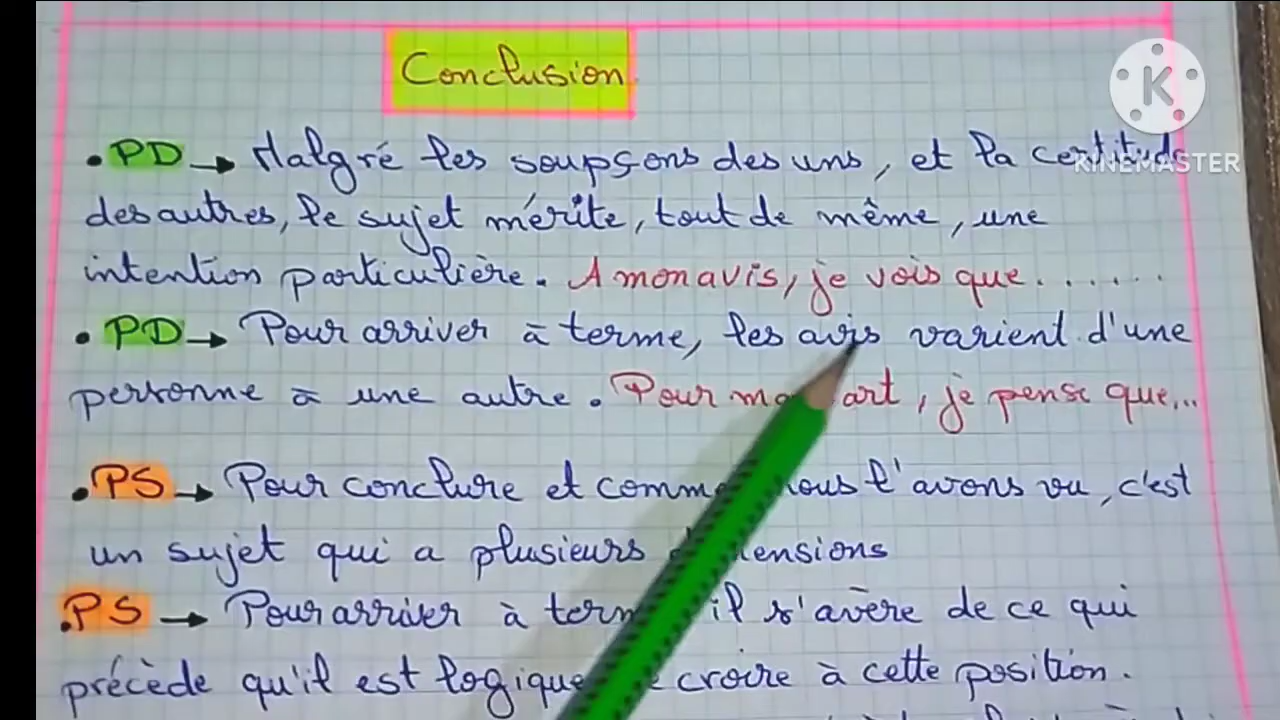 Conclusion
K
KINEMASTER
• PD → Malgré les soupçons des uns, et la certitude
des autres, le sujet mérite, tout de même, une
intention particulière. A mon avis, je vois que.......
• PD → Pour arriver à terme, les avis varient d'une
personne à une autre. Pour ma part, je pense que...
• PS → Pour conclure et comme nous l'avons vu, c'est
un sujet qui a plusieurs dimensions
• PS → Pour arriver à terme il s'avère de ce qui
précède qu'il est logique de croire à cette position.